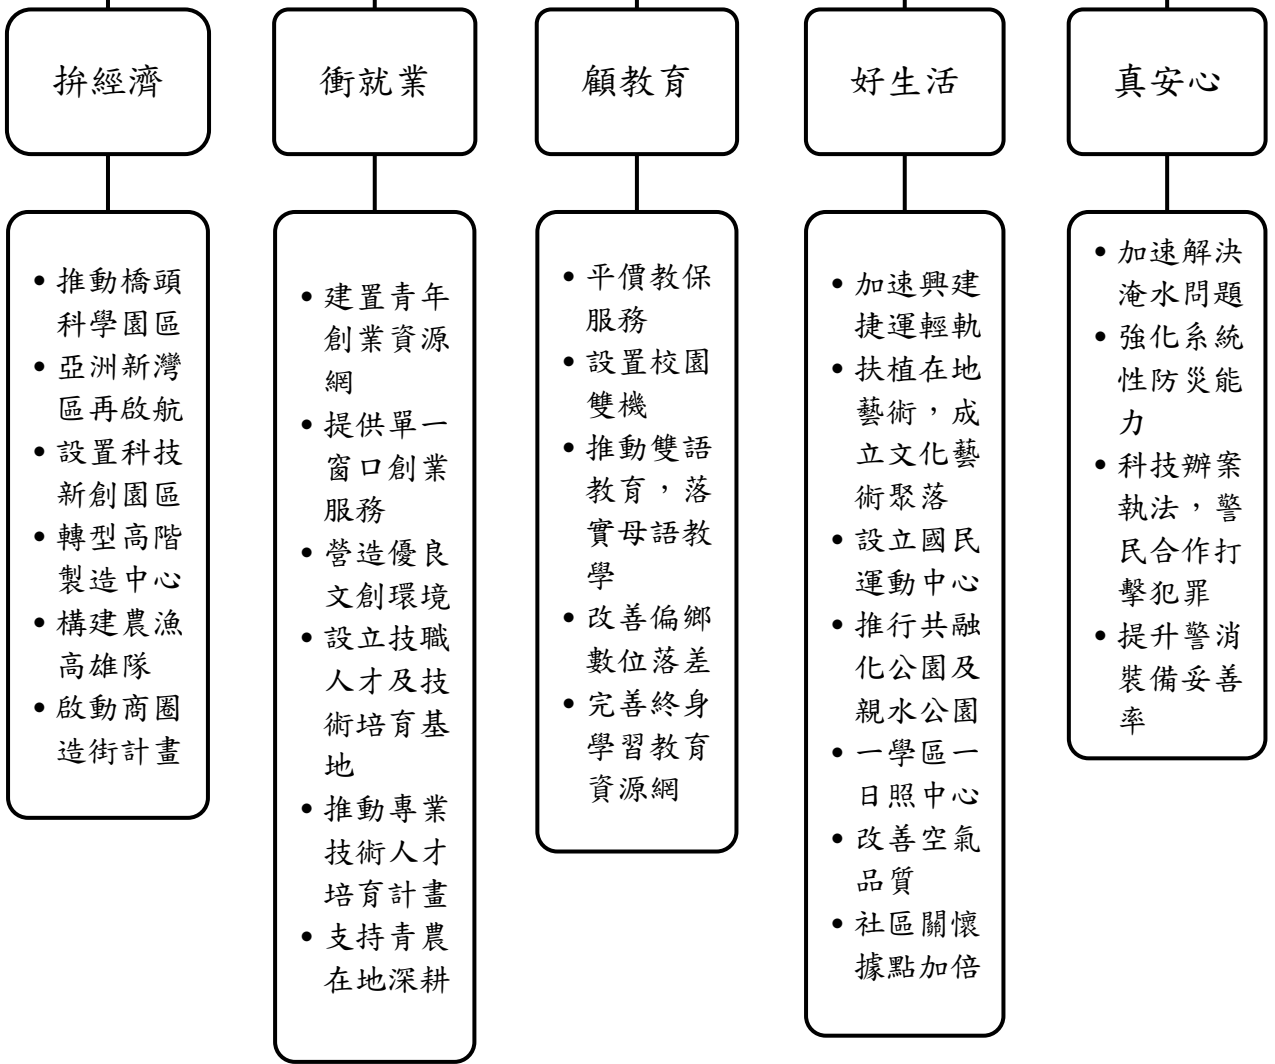 拚經濟
• 推動橋頭
科學園區
• 亞洲新灣
區再啟航
• 設置科技
新創園區
• 轉型高階
製造中心
• 構建農漁
高雄隊
• 啟動商圈
造街計畫
衝就業
• 建置青年
創業資源
網
• 提供單一
窗口創業
服務
• 營造優良
文創環境
• 設立技職
人才及技
術培育基
地
• 推動專業
技術人才
培育計畫
• 支持青農
在地深耕
顧教育
• 平價教保
服務
• 設置校園
雙機
• 推動雙語
教育，落
實母語教
學
• 改善偏鄉
數位落差
• 完善終身
學習教育
資源網
好生活
• 加速興建
捷運輕軌
• 扶植在地
藝術，成
立文化藝
術聚落
• 設立國民
運動中心
• 推行共融
化公園及
親水公園
• 一學區一
日照中心
• 改善空氣
品質
• 社區關懷
據點加倍
真安心
• 加速解決
淹水問題
• 強化系統
性防災能
力
• 科技辦案
執法，警
民合作打
擊犯罪
• 提升警消
裝備妥善
率